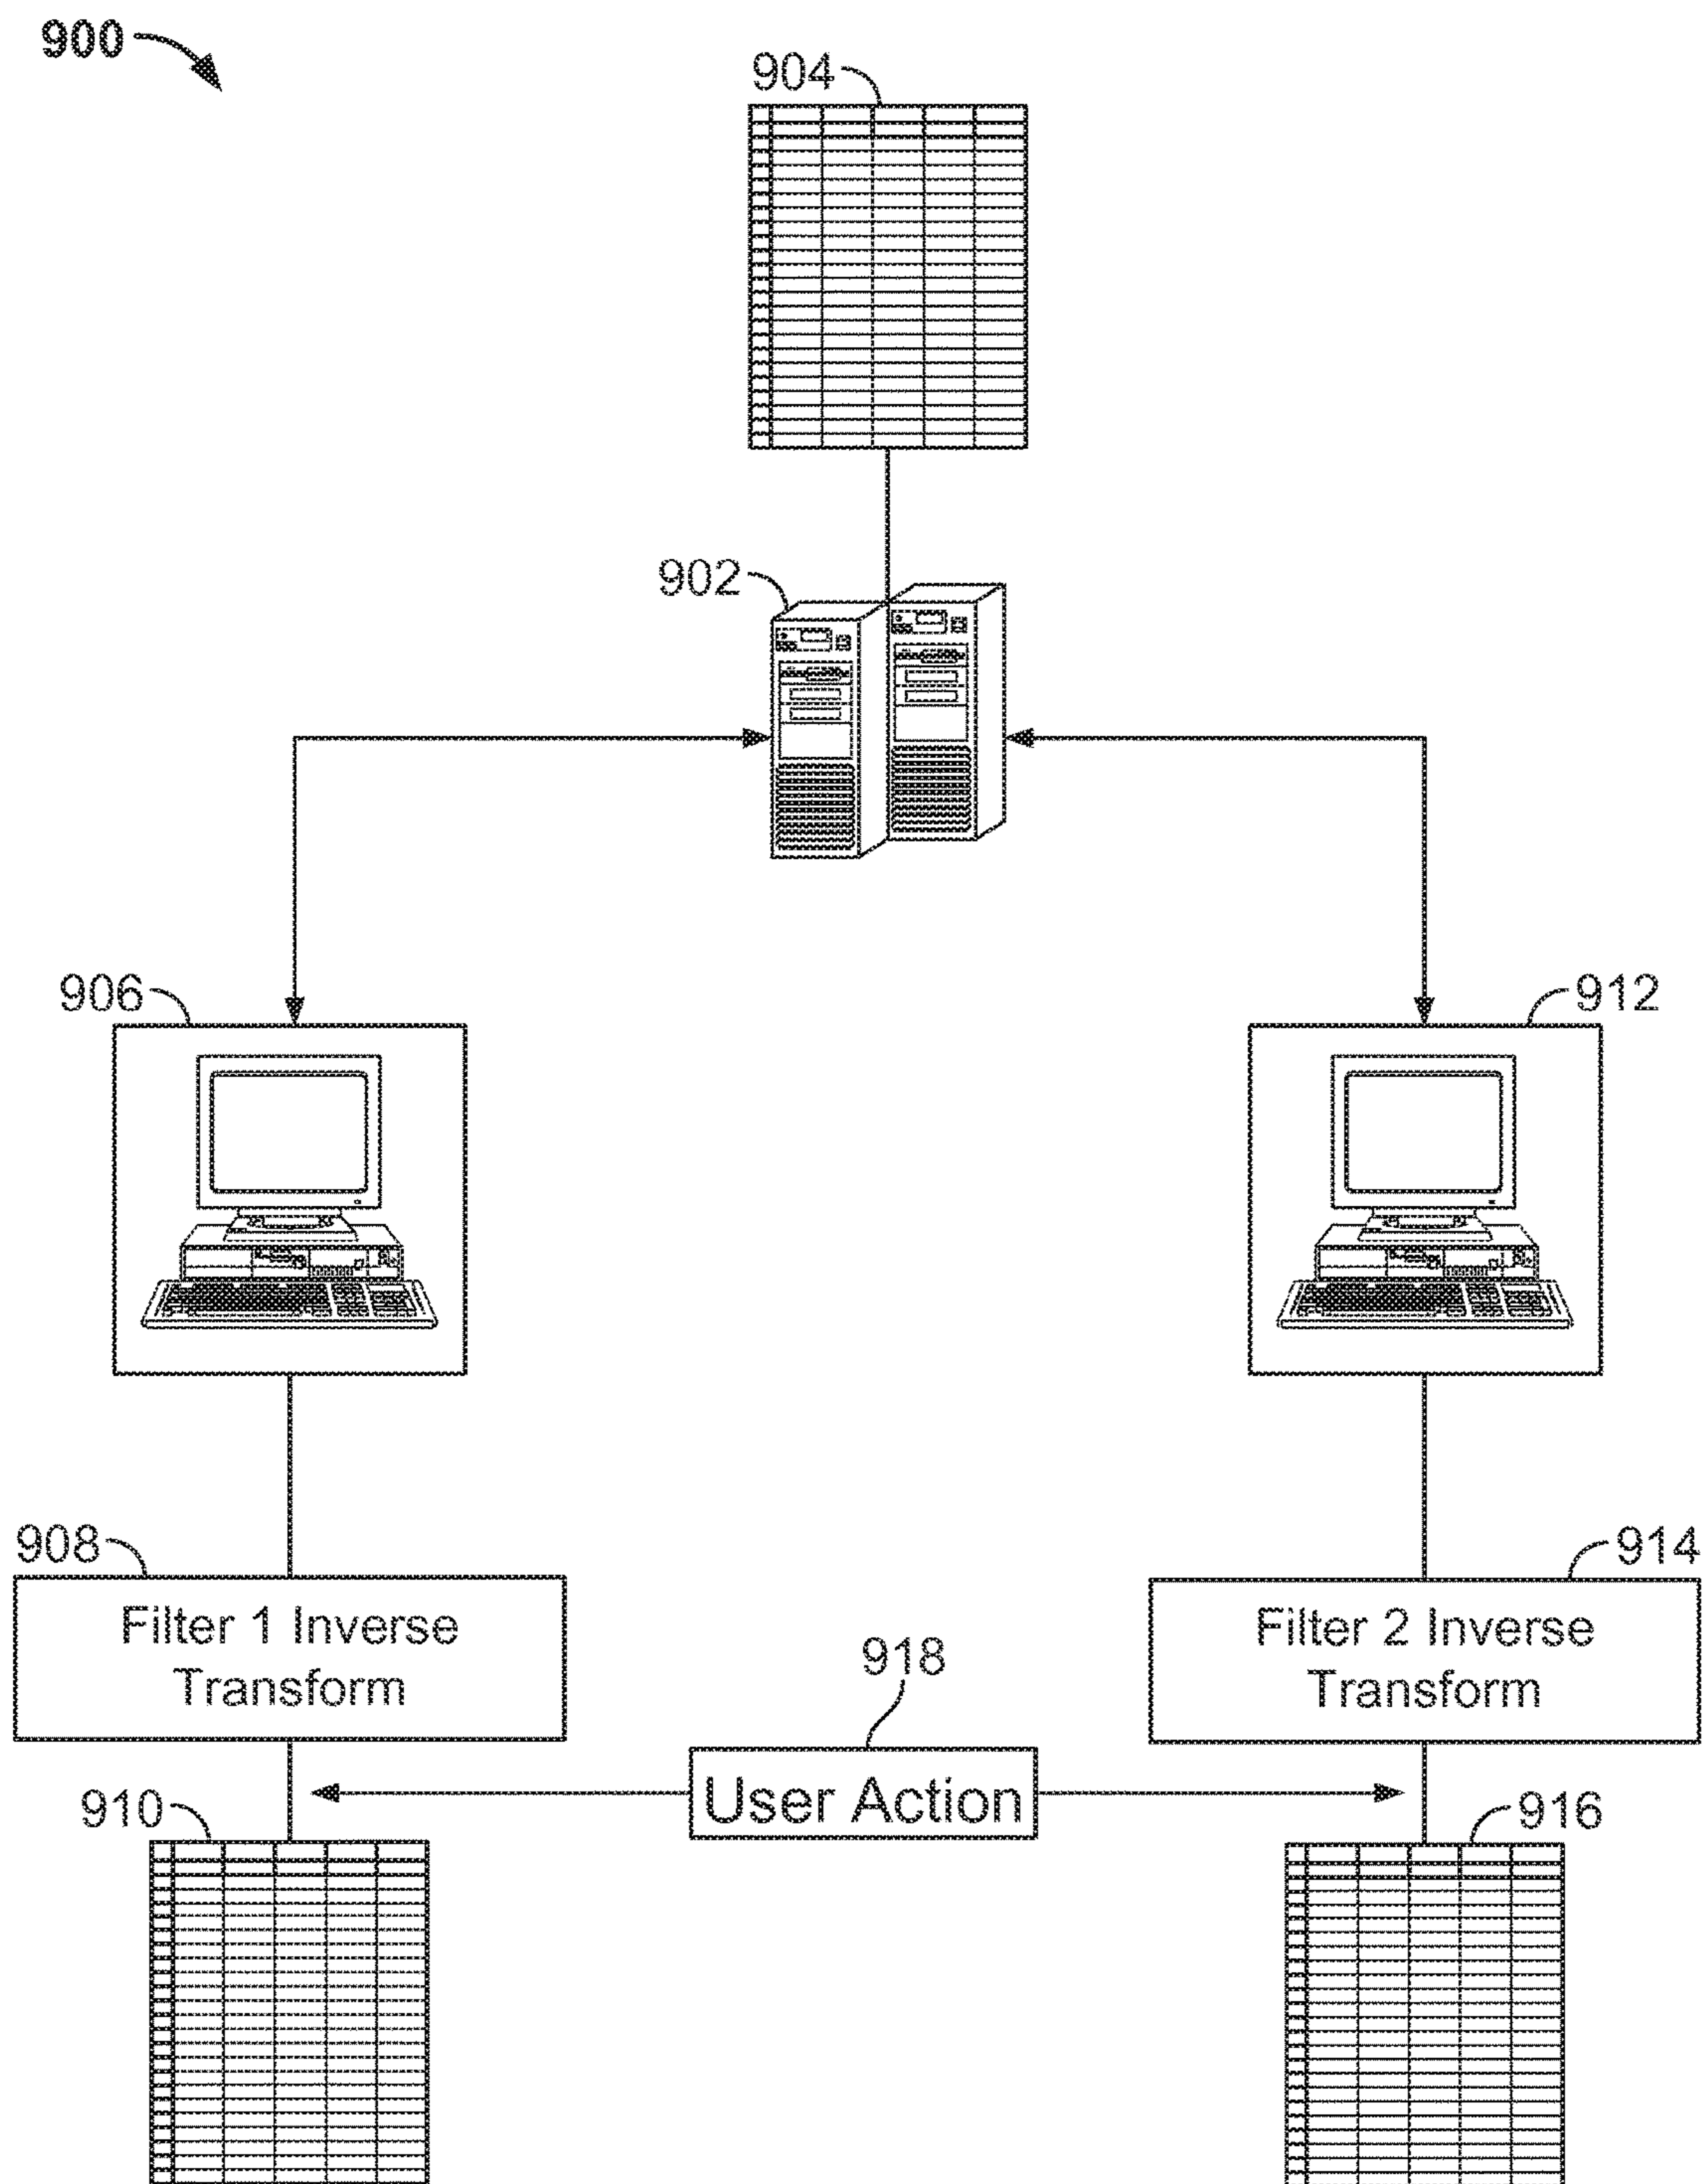 900
904
902
906
912
908
914
Filter 1 Inverse
Transform
Filter 2 Inverse
Transform
918
User Action
910
916